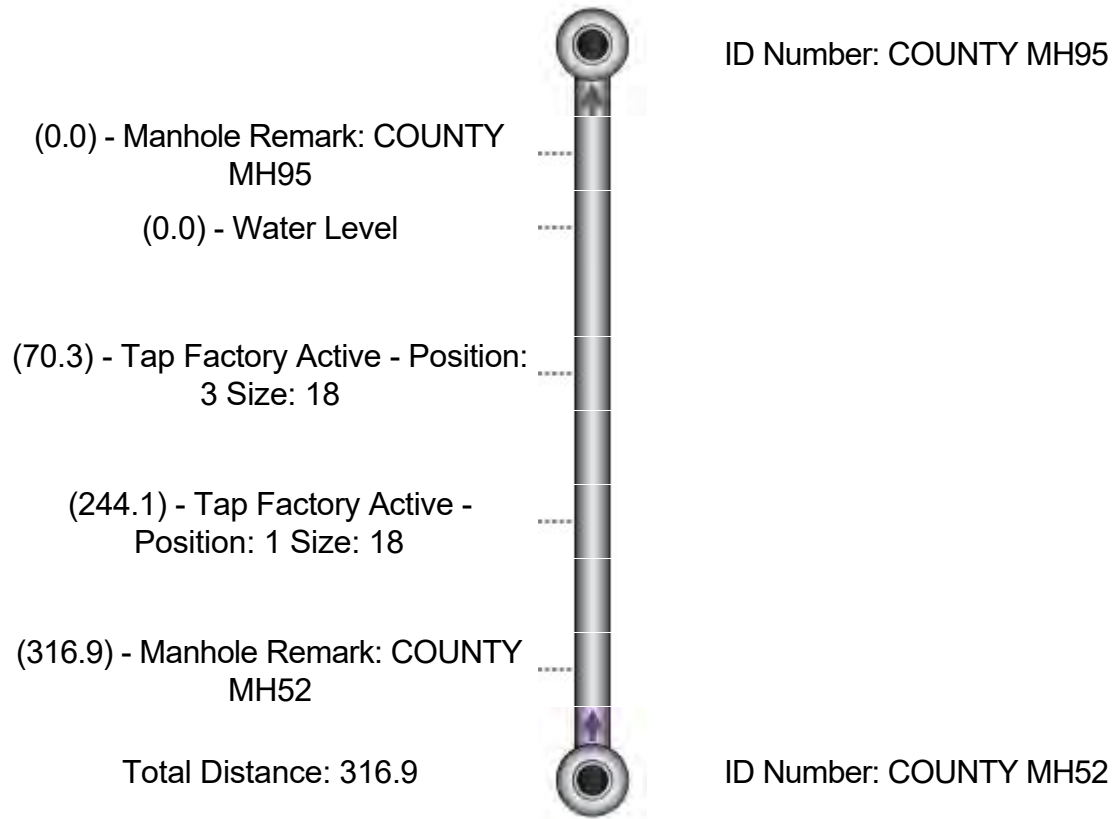 ID Number: COUNTY MH95
(0.0) - Manhole Remark: COUNTY
MH95
(0.0) - Water Level
(70.3) - Tap Factory Active - Position:
3 Size: 18
(244.1) - Tap Factory Active -
Position: 1 Size: 18
(316.9) - Manhole Remark: COUNTY
MH52
Total Distance: 316.9
ID Number: COUNTY MH52